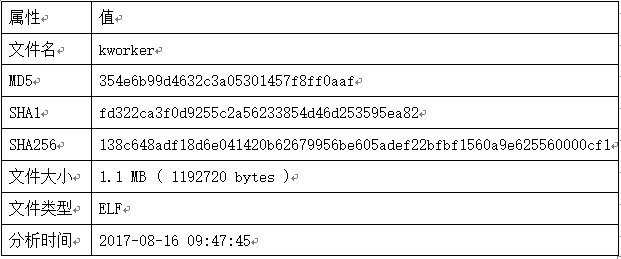 属性 值
文件名 kworker
MD5 354e6b99d4632c3a05301457f8ff0aaf
SHA1 fd322ca3f0d9255c2a56233854d46d253595ea82
SHA256 138c648adf18d6e041420b62679956be605adef22bfbf1560a9e625560000cf1
文件大小 1.1 MB ( 1192720 bytes )
文件类型 ELF
分析时间 2017-08-16 09:47:45